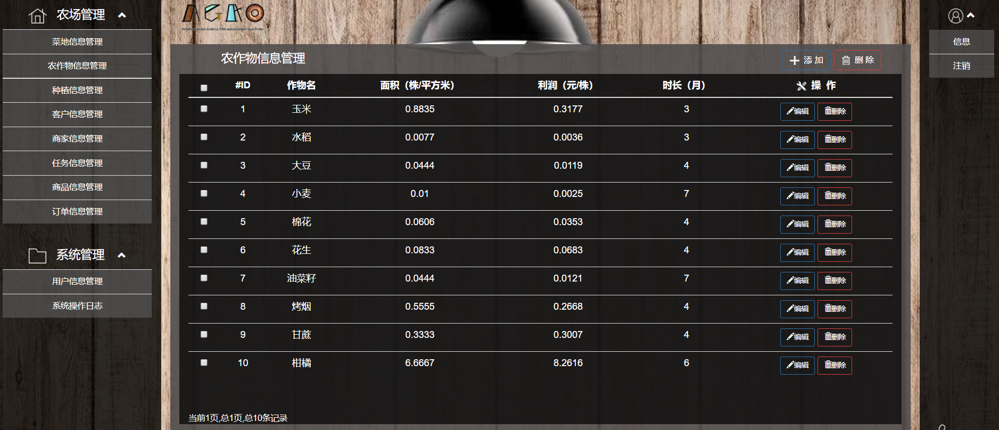 农场管理
菜地信息管理
农作物信息管理
种植信息管理
客户信息管理
商家信息管理
任务信息管理
商品信息管理
订单信息管理
系统管理
用户信息管理
系统操作日志
AGRO
INTERNET-BASED AGRICULTURE MANAGEMENT PLATFORM
农作物信息管理
添加 删除
#ID 作物名 面积（株/平方米） 利润（元/株） 时长（月） 操 作
1 玉米 0.8835 0.3177 3 编辑 删除
2 水稻 0.0077 0.0036 3 编辑 删除
3 大豆 0.0444 0.0119 4 编辑 删除
4 小麦 0.01 0.0025 7 编辑 删除
5 棉花 0.0606 0.0353 4 编辑 删除
6 花生 0.0833 0.0683 4 编辑 删除
7 油菜籽 0.0444 0.0121 7 编辑 删除
8 烤烟 0.5555 0.2668 4 编辑 删除
9 甘蔗 0.3333 0.3007 4 编辑 删除
10 柑橘 6.6667 8.2616 6 编辑 删除
当前1页,总1页,总10条记录
信息
注销